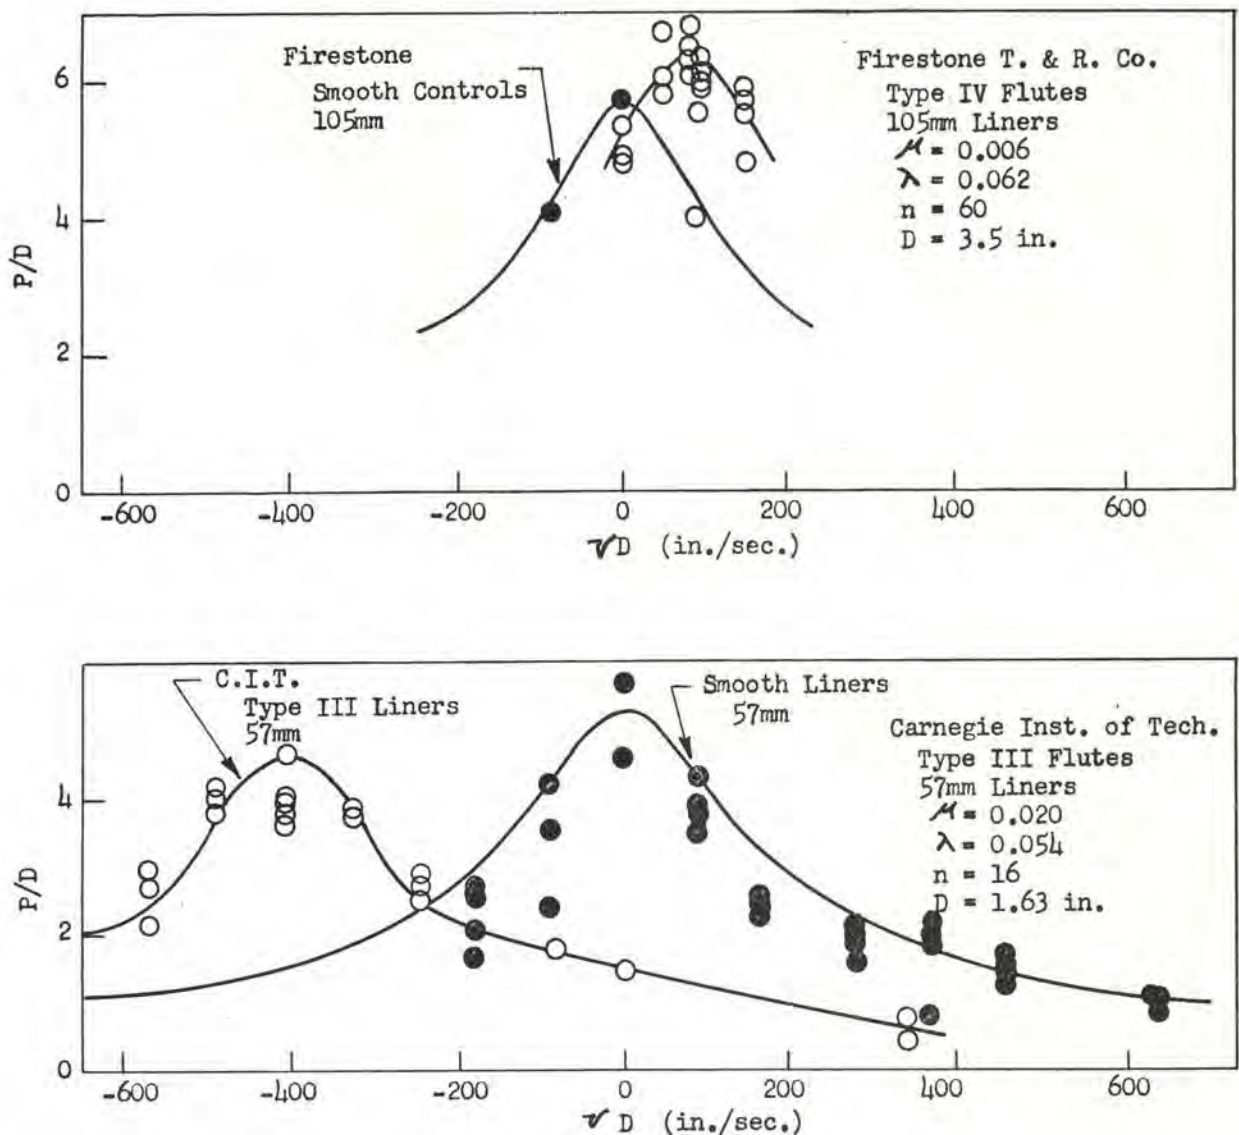 Firestone
Smooth Controls
105mm
Firestone T. & R. Co.
Type IV Flutes
105mm Liners
μ = 0.006
λ = 0.062
n = 60
D = 3.5 in.
P/D
6
4
2
0
-600
-400
-200
0
200
400
600
νD (in./sec.)
C.I.T.
Type III Liners
57mm
Smooth Liners
57mm
Carnegie Inst. of Tech.
Type III Flutes
57mm Liners
μ = 0.020
λ = 0.054
n = 16
D = 1.63 in.
P/D
4
2
0
-600
-400
-200
0
200
400
600
νD (in./sec.)